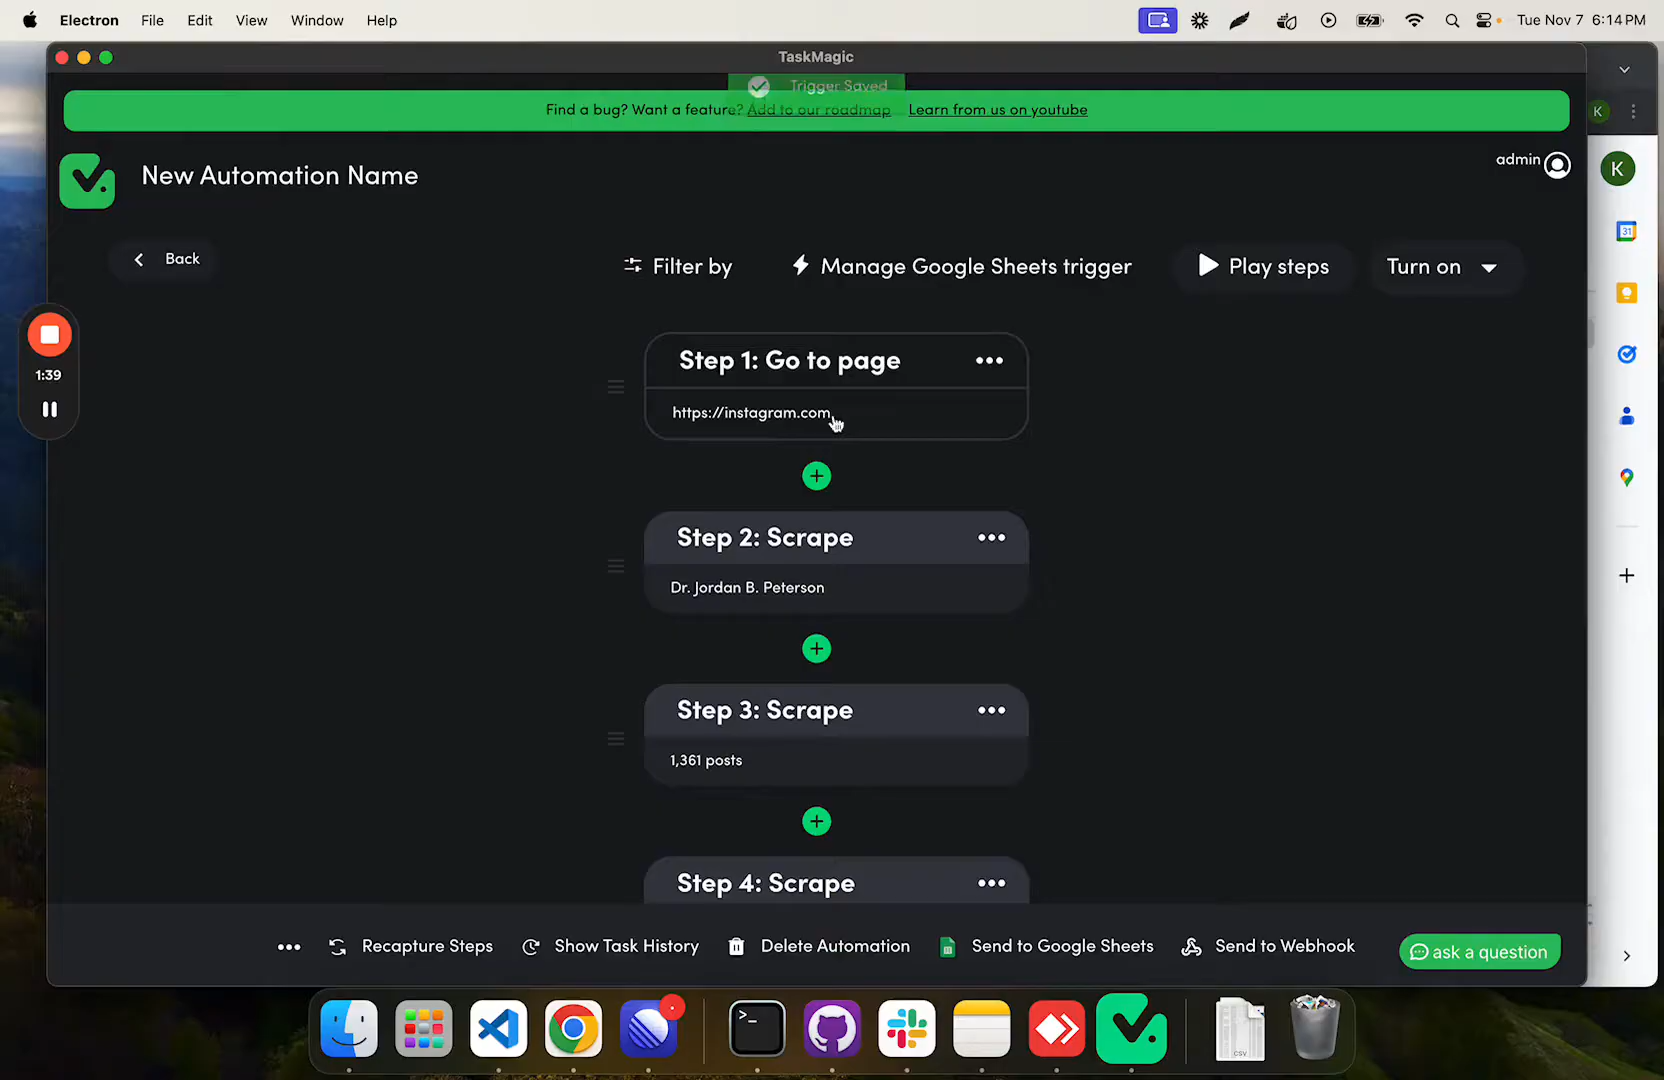 Electron File Edit View Window Help
Tue Nov 7 6:14 PM
TaskMagic
Trigger Saved
Find a bug? Want a feature? Add to our roadmap Learn from us on youtube
K
New Automation Name
admin
K
31
Back
Filter by
Manage Google Sheets trigger
Play steps
Turn on
1:39
Step 1: Go to page
https://instagram.com
Step 2: Scrape
Dr. Jordan B. Peterson
Step 3: Scrape
1,361 posts
Step 4: Scrape
Recapture Steps
Show Task History
Delete Automation
Send to Google Sheets
Send to Webhook
ask a question
>_
CSV